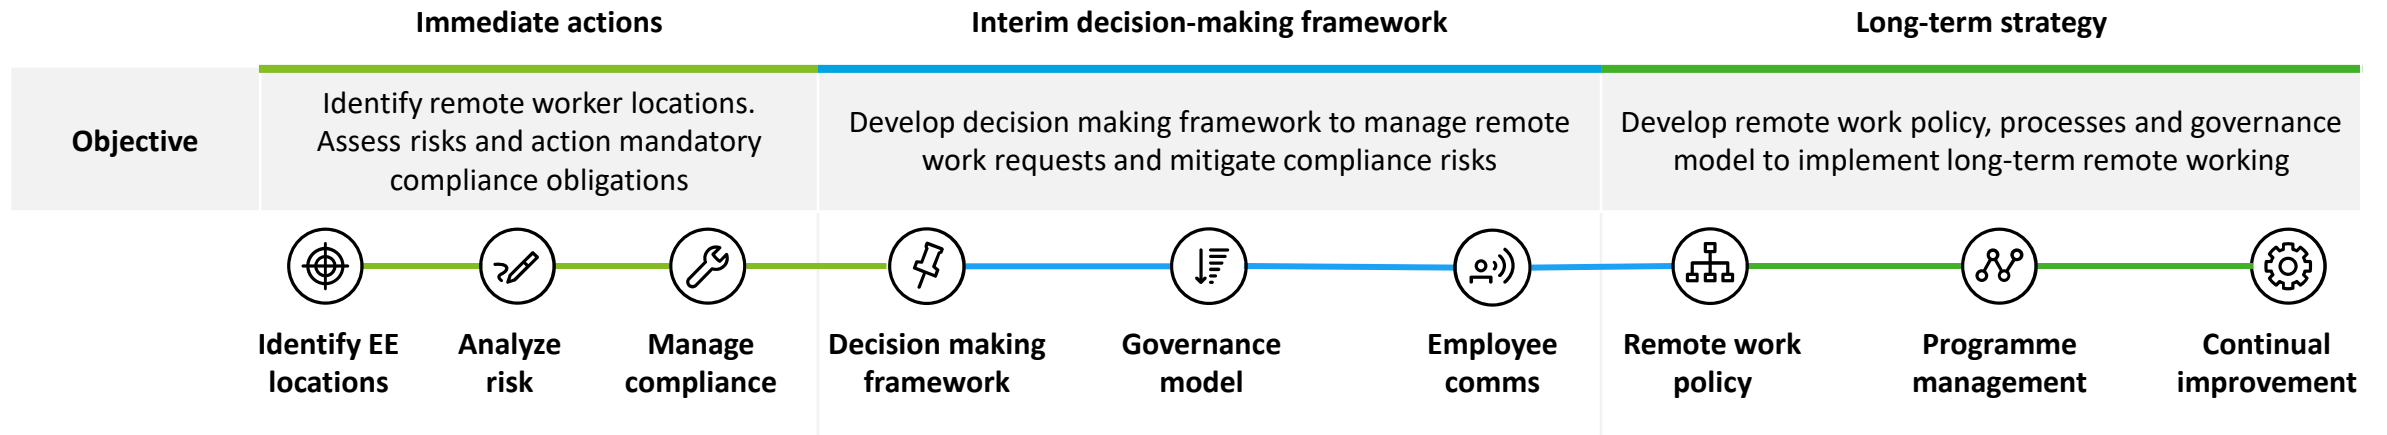 Immediate actions
Interim decision-making framework
Long-term strategy
Objective
Identify remote worker locations.
Assess risks and action mandatory
compliance obligations
Develop decision making framework to manage remote
work requests and mitigate compliance risks
Develop remote work policy, processes and governance
model to implement long-term remote working
Identify EE
locations
Analyze
risk
Manage
compliance
Decision making
framework
Governance
model
Employee
comms
Remote work
policy
Programme
management
Continual
improvement